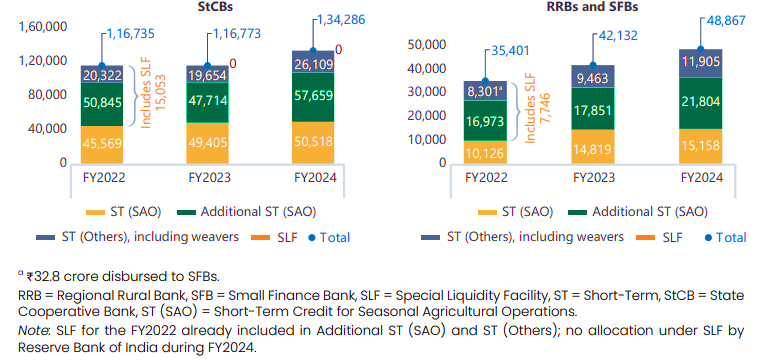 StCBs
1,60,000
1,20,000
80,000
40,000
0
1,16,735
20,322
50,845
45,569
Includes SLF
15,053
1,16,773
0
19,654
47,714
49,405
1,34,286
0
26,109
57,659
50,518
FY2022
FY2023
FY2024
ST (SAO)
Additional ST (SAO)
ST (Others), including weavers
SLF
Total
RRBs and SFBs
50,000
40,000
30,000
20,000
10,000
0
35,401
8,301ᵃ
16,973
10,126
Includes SLF
7,746
42,132
9,463
17,851
14,819
48,867
11,905
21,804
15,158
FY2022
FY2023
FY2024
ST (SAO)
Additional ST (SAO)
ST (Others), including weavers
SLF
Total
ᵃ ₹32.8 crore disbursed to SFBs.
RRB = Regional Rural Bank, SFB = Small Finance Bank, SLF = Special Liquidity Facility, ST = Short-Term, StCB = State
Cooperative Bank, ST (SAO) = Short-Term Credit for Seasonal Agricultural Operations.
Note: SLF for the FY2022 already included in Additional ST (SAO) and ST (Others); no allocation under SLF by
Reserve Bank of India during FY2024.